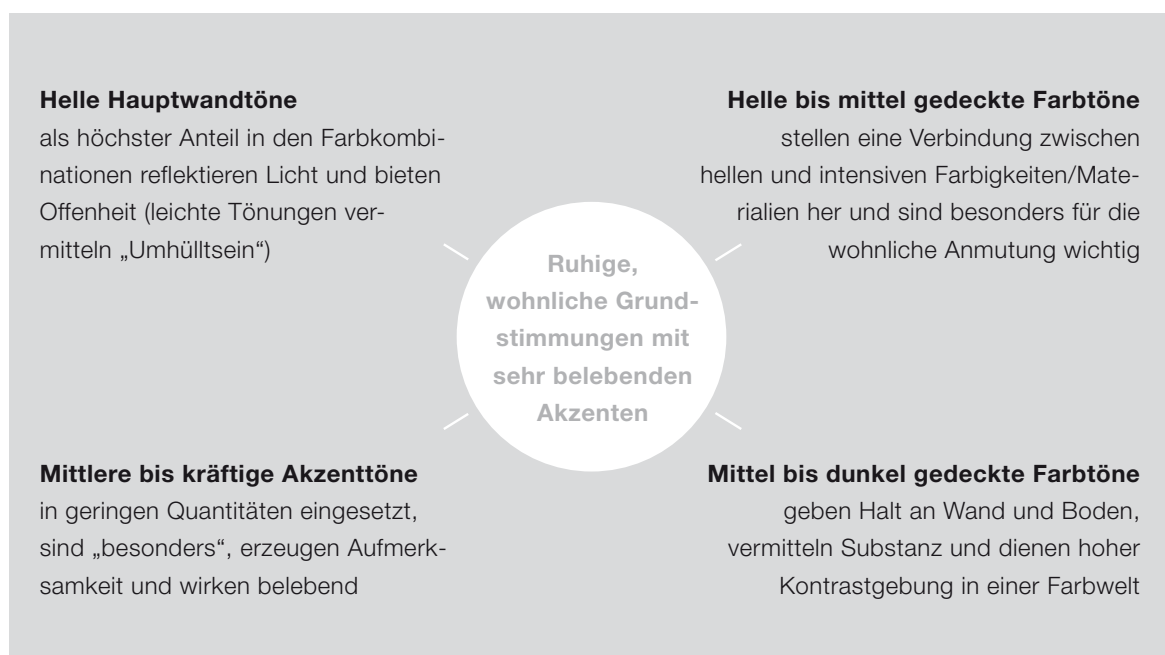 Helle Hauptwandtöne
als höchster Anteil in den Farbkombi-
nationen reflektieren Licht und bieten
Offenheit (leichte Tönungen ver-
mitteln „Umhülltsein“)
Helle bis mittel gedeckte Farbtöne
stellen eine Verbindung zwischen
hellen und intensiven Farbigkeiten/Mate-
rialien her und sind besonders für die
wohnliche Anmutung wichtig
Ruhige,
wohnliche Grund-
stimmungen mit
sehr belebenden
Akzenten
Mittlere bis kräftige Akzenttöne
in geringen Quantitäten eingesetzt,
sind „besonders“, erzeugen Aufmerk-
samkeit und wirken belebend
Mittel bis dunkel gedeckte Farbtöne
geben Halt an Wand und Boden,
vermitteln Substanz und dienen hoher
Kontrastgebung in einer Farbwelt